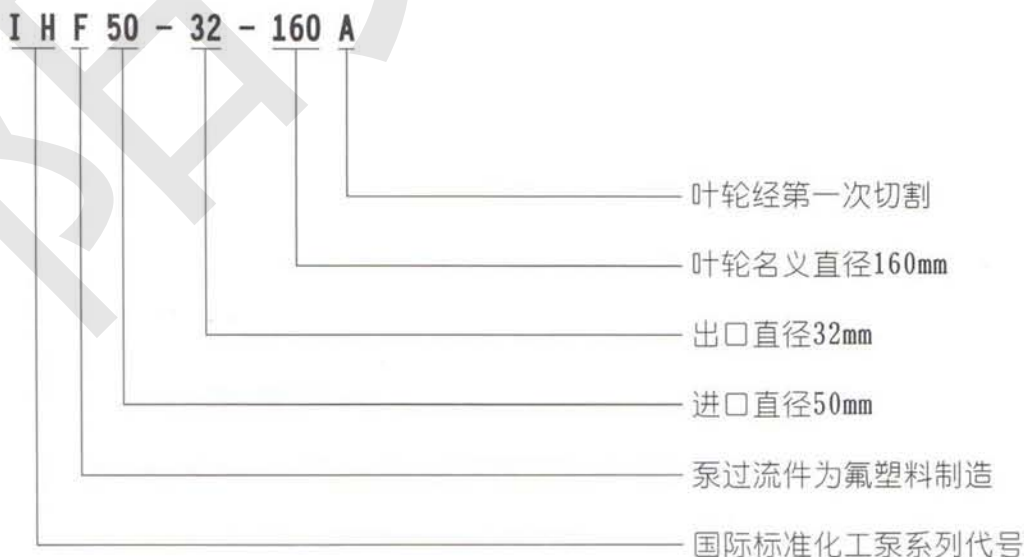 IHF50-32-160A
叶轮经第一次切割
叶轮名义直径160mm
出口直径32mm
进口直径50mm
泵过流件为氟塑料制造
国际标准化工泵系列代号